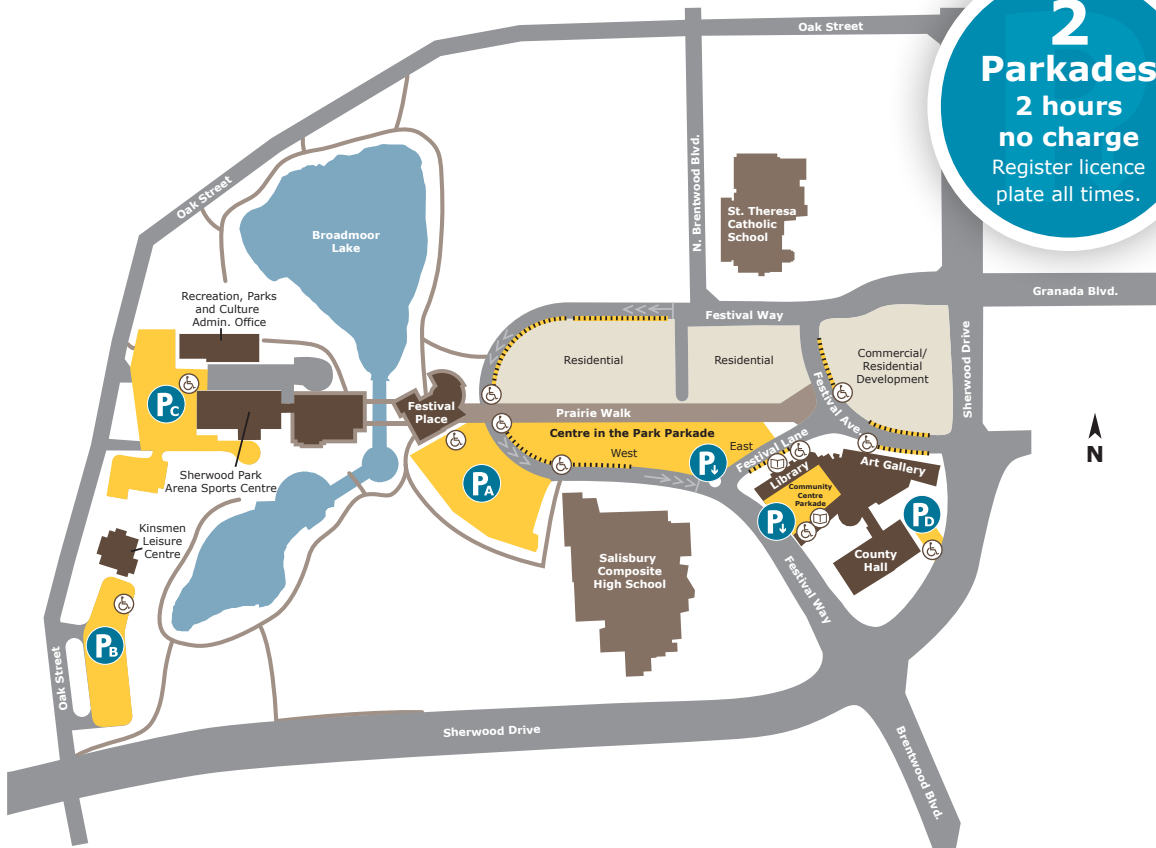 2
Parkades
2 hours
no charge
Register licence
plate all times.
Oak Street
N. Brentwood Blvd.
Oak Street
St. Theresa
Catholic
School
Broadmoor
Lake
Granada Blvd.
Recreation, Parks
and Culture
Admin. Office
Festival Way
Residential
Residential
Commercial/
Residential
Development
Sherwood Drive
PC
Festival
Place
Prairie Walk
Festival Ave.
Centre in the Park Parkade
West
East
Festival Lane
N
Sherwood Park
Arena Sports Centre
PA
P
Library
Art Gallery
Community
Centre
Parkade
P
PD
Kinsmen
Leisure
Centre
Salisbury
Composite
High School
County
Hall
Festival Way
PB
Oak Street
Sherwood Drive
Brentwood Blvd.